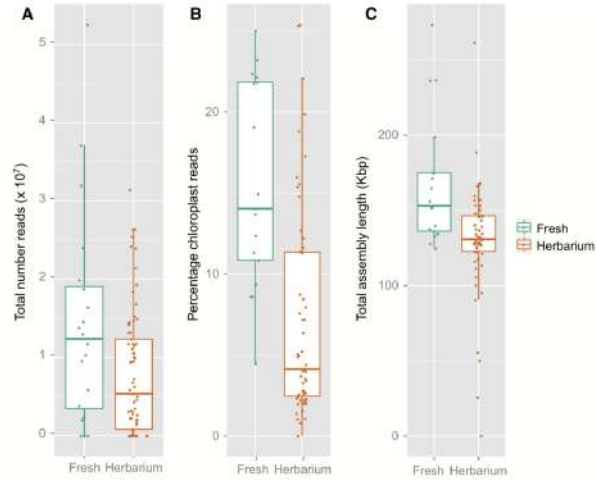 A
Total number reads (x 10⁷)
5
4
3
2
1
0
Fresh Herbarium
B
Percentage chloroplast reads
20
10
0
Fresh Herbarium
C
Total assembly length (Kbp)
200
100
0
Fresh Herbarium
Fresh
Herbarium